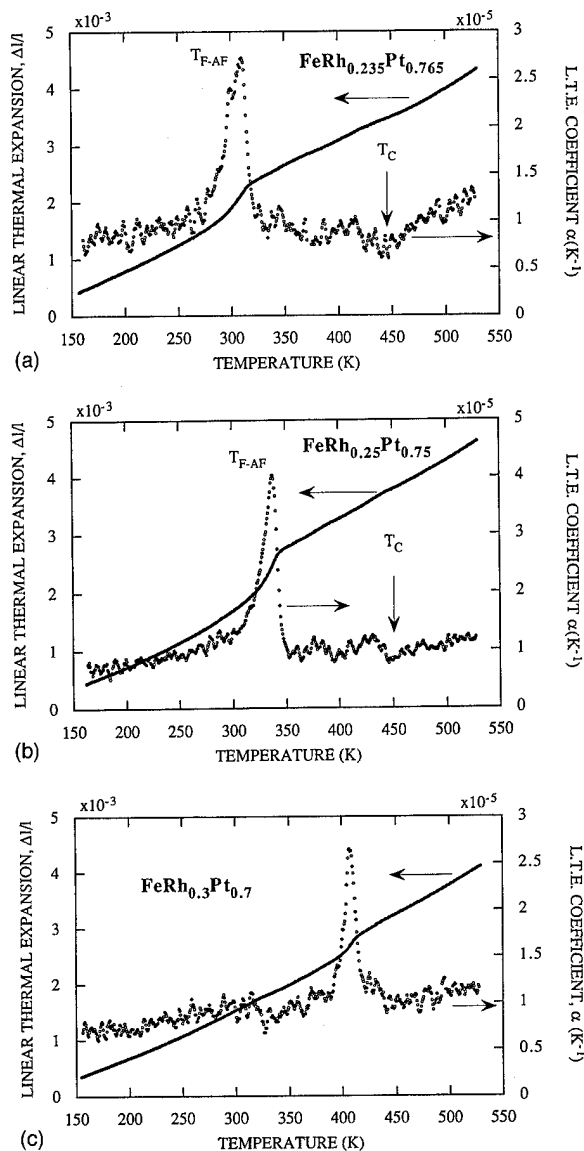 x10⁻³
x10⁻⁵
5
4
3
2
1
0
LINEAR THERMAL EXPANSION, Δl/l
T_F-AF
FeRh₀.₂₃₅Pt₀.₇₆₅
T_C
3
2.5
2
1.5
1
0.5
0
L.T.E. COEFFICIENT α(K⁻¹)
150 200 250 300 350 400 450 500 550
(a)
TEMPERATURE (K)
x10⁻³
x10⁻⁵
5
4
3
2
1
0
LINEAR THERMAL EXPANSION, Δl/l
T_F-AF
FeRh₀.₂₅Pt₀.₇₅
T_C
5
4
3
2
1
0
L.T.E. COEFFICIENT α(K⁻¹)
150 200 250 300 350 400 450 500 550
(b)
TEMPERATURE (K)
x10⁻³
x10⁻⁵
5
4
3
2
1
0
LINEAR THERMAL EXPANSION, Δl/l
FeRh₀.₃Pt₀.₇
3
2.5
2
1.5
1
0.5
0
L.T.E. COEFFICIENT, α (K⁻¹)
150 200 250 300 350 400 450 500 550
(c)
TEMPERATURE (K)